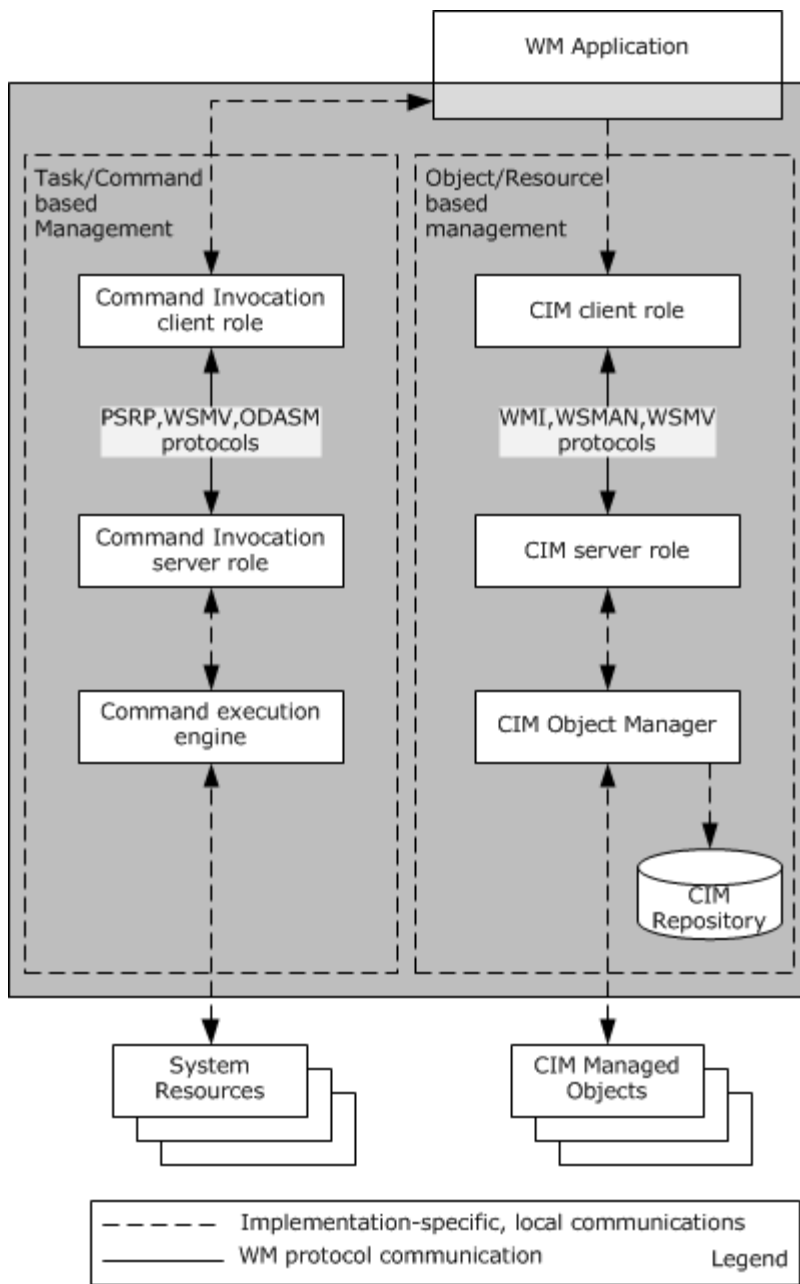 WM Application
Task/Command
based
Management
Object/Resource
based
management
Command Invocation
client role
CIM client role
PSRP,WSMV,ODASM
protocols
WMI,WSMAN,WSMV
protocols
Command Invocation
server role
CIM server role
Command execution
engine
CIM Object Manager
CIM
Repository
System
Resources
CIM Managed
Objects
Implementation-specific, local communications
WM protocol communication
Legend